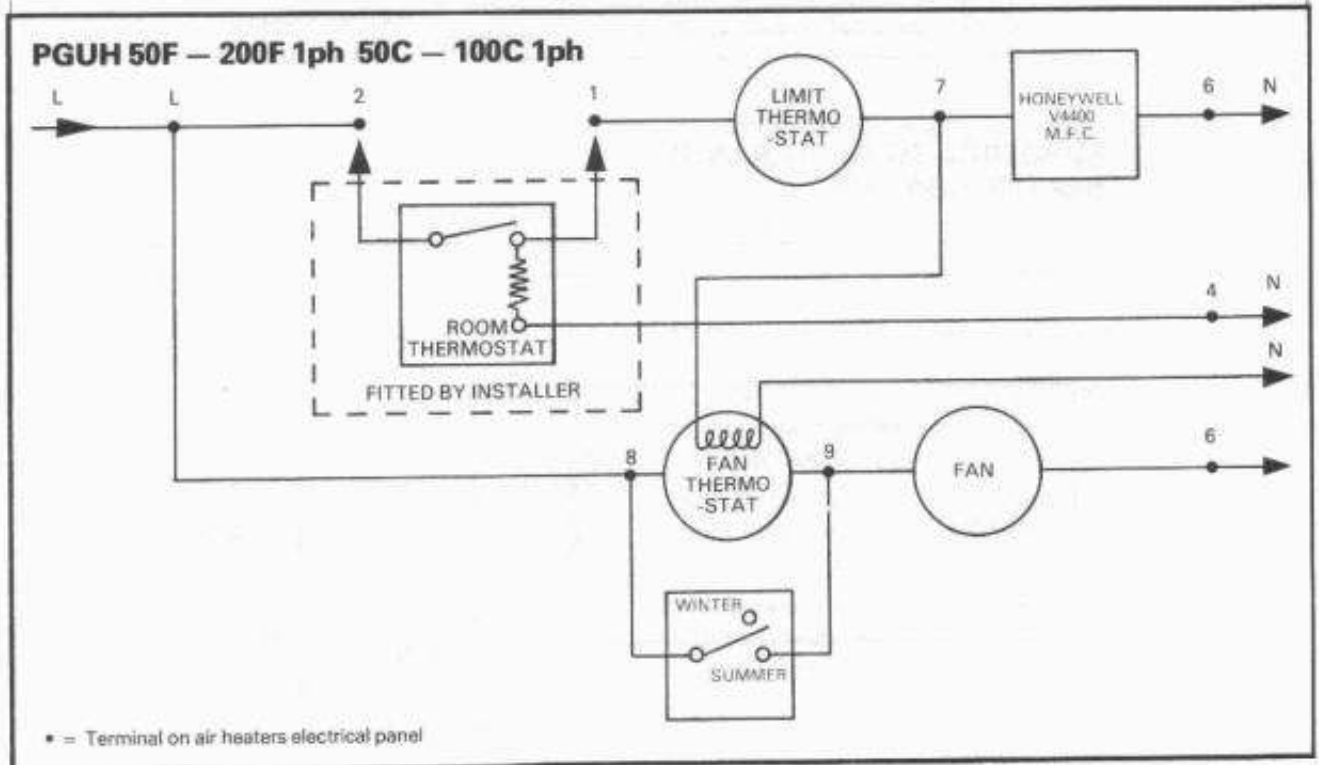 PGUH 50F — 200F 1ph 50C — 100C 1ph
L
L
2
1
LIMIT
THERMO
-STAT
7
HONEYWELL
V4400
M.F.C.
6
N
ROOM
THERMOSTAT
FITTED BY INSTALLER
4
N
N
8
FAN
THERMO
-STAT
9
FAN
6
WINTER
SUMMER
• = Terminal on air heaters electrical panel